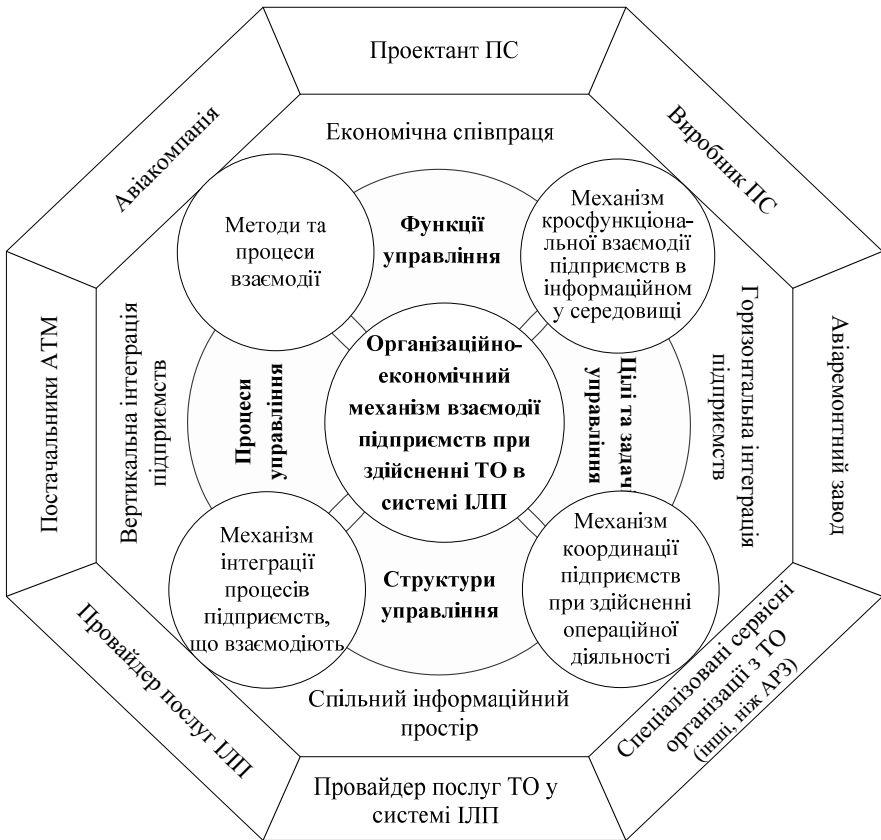 Проектант ПС
Авіакомпанія
Виробник ПС
Економічна співпраця
Методи та
процеси
взаємодії
Функції
управління
Механізм
кросфункціона-
льної взаємодії
підприємств в
інформаційном
у середовищі
Постачальники АТМ
Вертикальна інтеграція
підприємств
Процеси
управління
Організаційно-
економічний
механізм взаємодії
підприємств при
здійсненні ТО в
системі ІЛП
Цілі та задачі
управління
Горизонтальна інтеграція
підприємств
Авіаремонтний завод
Механізм
інтеграції
процесів
підприємств,
що взаємодіють
Структури
управління
Механізм
координації
підприємств
при здійсненні
операційної
діяльності
Спільний інформаційний
простір
Провайдер послуг ІЛП
Провайдер послуг ТО у
системі ІЛП
Спеціалізовані сервісні
організації з ТО
(інші, ніж АРЗ)